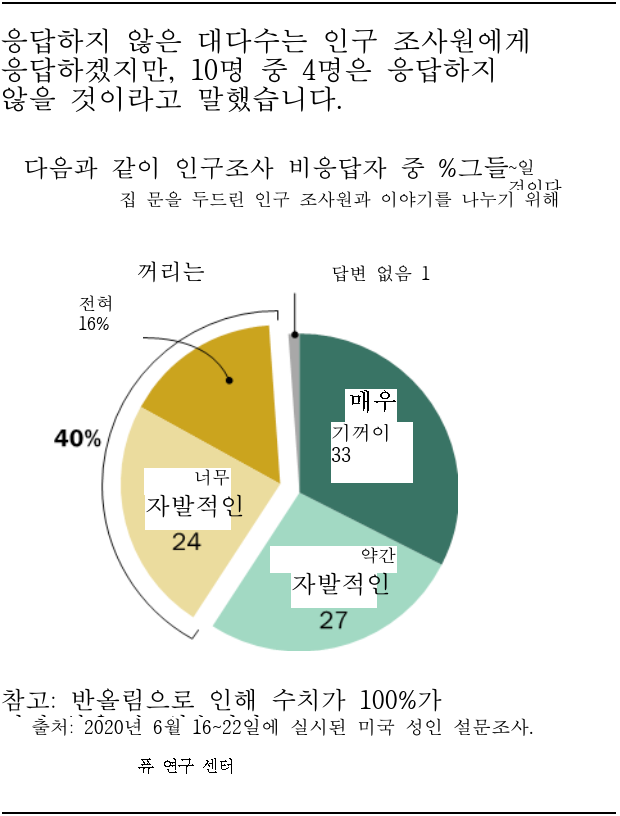 응답하지 않은 대다수는 인구 조사원에게
응답하겠지만, 10명 중 4명은 응답하지
않을 것이라고 말했습니다.
다음과 같이 인구조사 비응답자 중 %그들~일
것이다
집 문을 두드린 인구 조사원과 이야기를 나누기 위해
꺼리는
답변 없음 1
전혀
16%
매우
기꺼이
33
40%
너무
자발적인
24
약간
자발적인
27
참고: 반올림으로 인해 수치가 100%가
출처: 2020년 6월 16~22일에 실시된 미국 성인 설문조사.
퓨 연구 센터